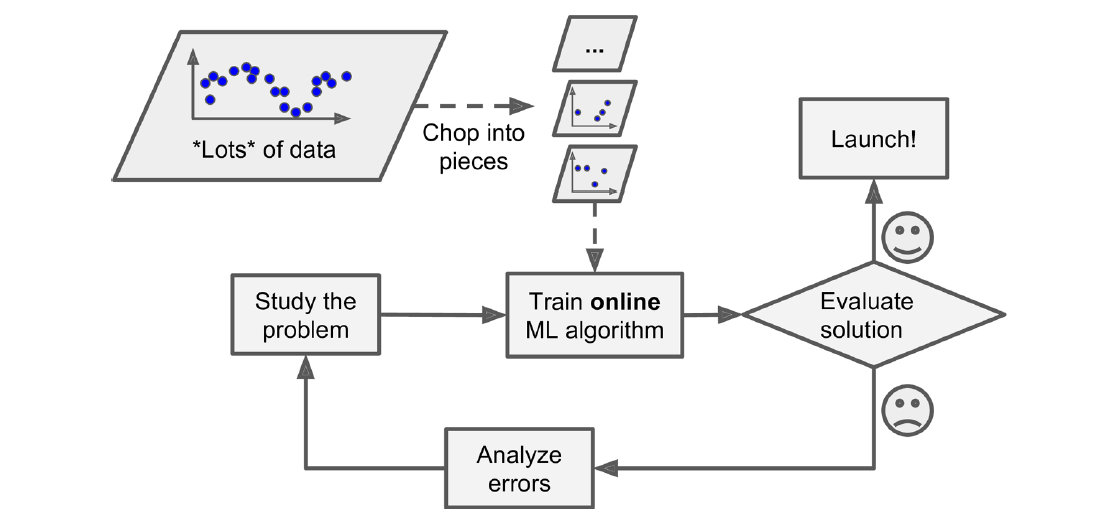 *Lots* of data
Chop into
pieces
...
Launch!
Study the
problem
Train online
ML algorithm
Evaluate
solution
Analyze
errors